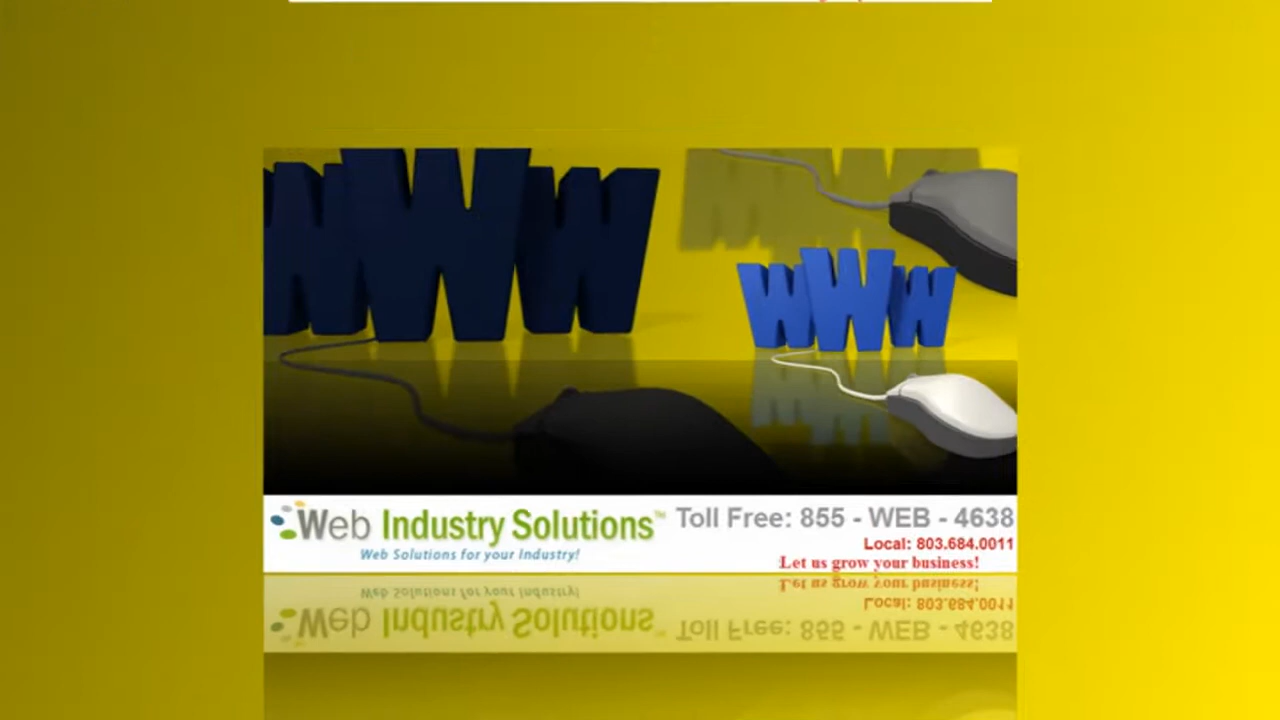 WWW
WWW
Web Industry Solutions™
Web Solutions for your Industry!
Toll Free: 855 - WEB - 4638
Local: 803.684.0011
Let us grow your business!